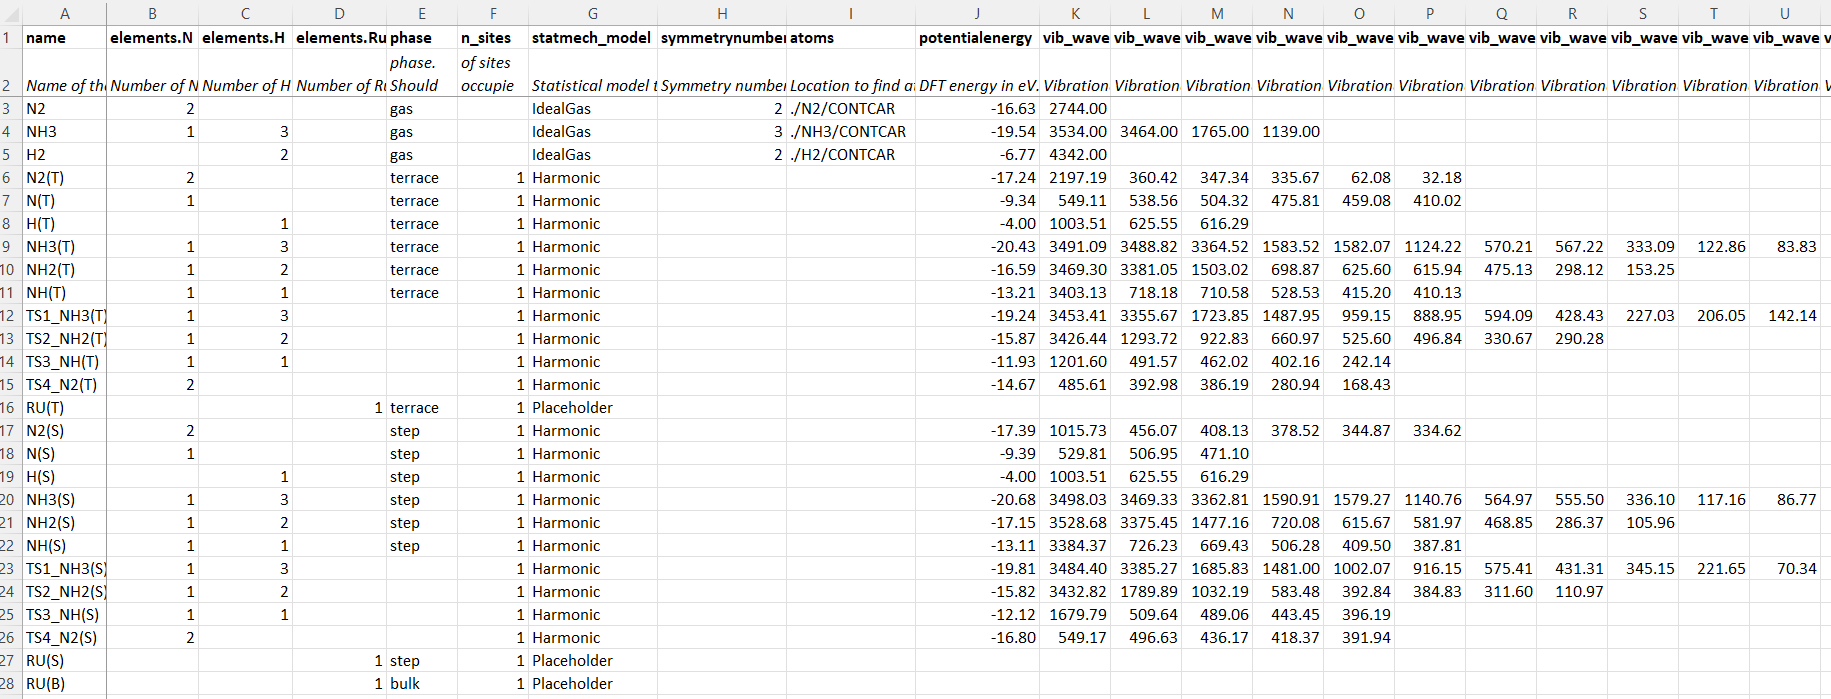 A B C D E F G H I J K L M N O P Q R S T U
1 name elements.N elements.H elements.Ru phase n_sites statmech_model symmetrynumber atoms potentialenergy vib_wave vib_wave vib_wave vib_wave vib_wave vib_wave vib_wave vib_wave vib_wave vib_wave vib_wave v
phase. of sites
2 Name of the Number of N Number of H Number of Ru Should occupie Statistical model t Symmetry number Location to find at DFT energy in eV. Vibration Vibration Vibration Vibration Vibration Vibration Vibration Vibration Vibration Vibration Vibration V
3 N2 2 gas IdealGas 2 ./N2/CONTCAR -16.63 2744.00
4 NH3 1 3 gas IdealGas 3 ./NH3/CONTCAR -19.54 3534.00 3464.00 1765.00 1139.00
5 H2 2 gas IdealGas 2 ./H2/CONTCAR -6.77 4342.00
6 N2(T) 2 terrace 1 Harmonic -17.24 2197.19 360.42 347.34 335.67 62.08 32.18
7 N(T) 1 terrace 1 Harmonic -9.34 549.11 538.56 504.32 475.81 459.08 410.02
8 H(T) 1 terrace 1 Harmonic -4.00 1003.51 625.55 616.29
9 NH3(T) 1 3 terrace 1 Harmonic -20.43 3491.09 3488.82 3364.52 1583.52 1582.07 1124.22 570.21 567.22 333.09 122.86 83.83
10 NH2(T) 1 2 terrace 1 Harmonic -16.59 3469.30 3381.05 1503.02 698.87 625.60 615.94 475.13 298.12 153.25
11 NH(T) 1 1 terrace 1 Harmonic -13.21 3403.13 718.18 710.58 528.53 415.20 410.13
12 TS1_NH3(T) 1 3 1 Harmonic -19.24 3453.41 3355.67 1723.85 1487.95 959.15 888.95 594.09 428.43 227.03 206.05 142.14
13 TS2_NH2(T) 1 2 1 Harmonic -15.87 3426.44 1293.72 922.83 660.97 525.60 496.84 330.67 290.28
14 TS3_NH(T) 1 1 1 Harmonic -11.93 1201.60 491.57 462.02 402.16 242.14
15 TS4_N2(T) 2 1 Harmonic -14.67 485.61 392.98 386.19 280.94 168.43
16 RU(T) 1 terrace 1 Placeholder
17 N2(S) 2 step 1 Harmonic -17.39 1015.73 456.07 408.13 378.52 344.87 334.62
18 N(S) 1 step 1 Harmonic -9.39 529.81 506.95 471.10
19 H(S) 1 step 1 Harmonic -4.00 1003.51 625.55 616.29
20 NH3(S) 1 3 step 1 Harmonic -20.68 3498.03 3469.33 3362.81 1590.91 1579.27 1140.76 564.97 555.50 336.10 117.16 86.77
21 NH2(S) 1 2 step 1 Harmonic -17.15 3528.68 3375.45 1477.16 720.08 615.67 581.97 468.85 286.37 105.96
22 NH(S) 1 1 step 1 Harmonic -13.11 3384.37 726.23 669.43 506.28 409.50 387.81
23 TS1_NH3(S) 1 3 1 Harmonic -19.81 3484.40 3385.27 1685.83 1481.00 1002.07 916.15 575.41 431.31 345.15 221.65 70.34
24 TS2_NH2(S) 1 2 1 Harmonic -15.82 3432.82 1789.89 1032.19 583.48 392.84 384.83 311.60 110.97
25 TS3_NH(S) 1 1 1 Harmonic -12.12 1679.79 509.64 489.06 443.45 396.19
26 TS4_N2(S) 2 1 Harmonic -16.80 549.17 496.63 436.17 418.37 391.94
27 RU(S) 1 step 1 Placeholder
28 RU(B) 1 bulk 1 Placeholder